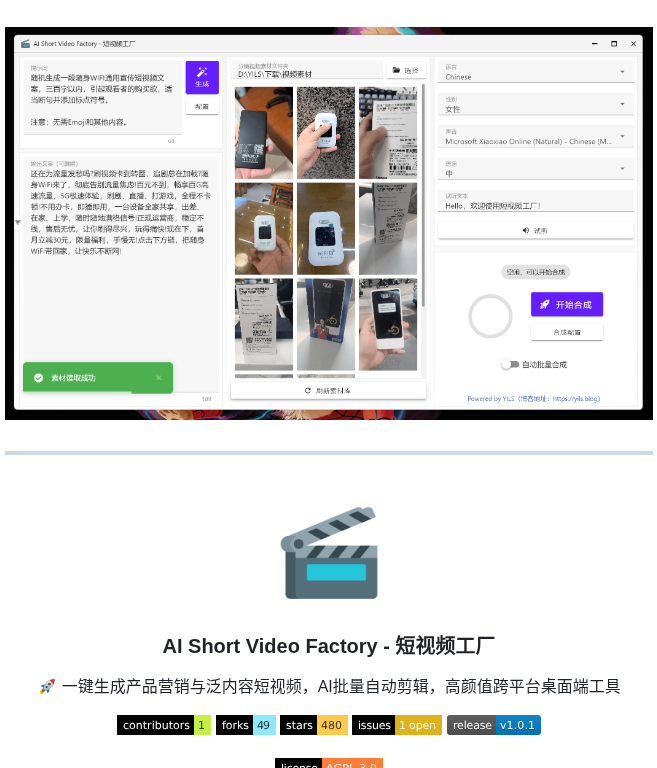 AI Short Video Factory - 短视频工厂
提示词
随机生成一段随身WiFi通用宣传短视频文
案，三百字以内，引起观看者的购买欲，适
当断句并添加标点符号。
注意：无需Emoji和其他内容。
68
生成
配置
输出文案（可编辑）
还在为流量发愁吗?刷视频卡到转圈、追剧总在加载?随
身WiFi来了，彻底告别流量焦虑!百元不到，畅享百G高
速流量，5G极速体验，刷剧、直播、打游戏，全程不卡
顿!不用办卡，即插即用，一台设备全家共享，出差、
在家、上学，随时随地满格信号!正规运营商，稳定不
线，售后无忧，让你刷得尽兴，玩得痛快!现在下，首
月立减30元，限量福利，手慢无!点击下方链，把随身
WiFi带回家，让快乐不断网!
素材读取成功
189
分镜视频素材文件夹
D:\YILS\下载\视频素材
选择
刷新素材库
语言
Chinese
性别
女性
声音
Microsoft Xiaoxiao Online (Natural) - Chinese (M...
语速
中
试听文本
Hello，欢迎使用短视频工厂！
试听
空闲，可以开始合成
开始合成
合成配置
自动批量合成
Powered by YILS（博客地址：https://yils.blog）
AI Short Video Factory - 短视频工厂
🚀 一键生成产品营销与泛内容短视频，AI批量自动剪辑，高颜值跨平台桌面端工具
contributors 1 forks 49 stars 480 issues 1 open release v1.0.1
license AGPL-3.0